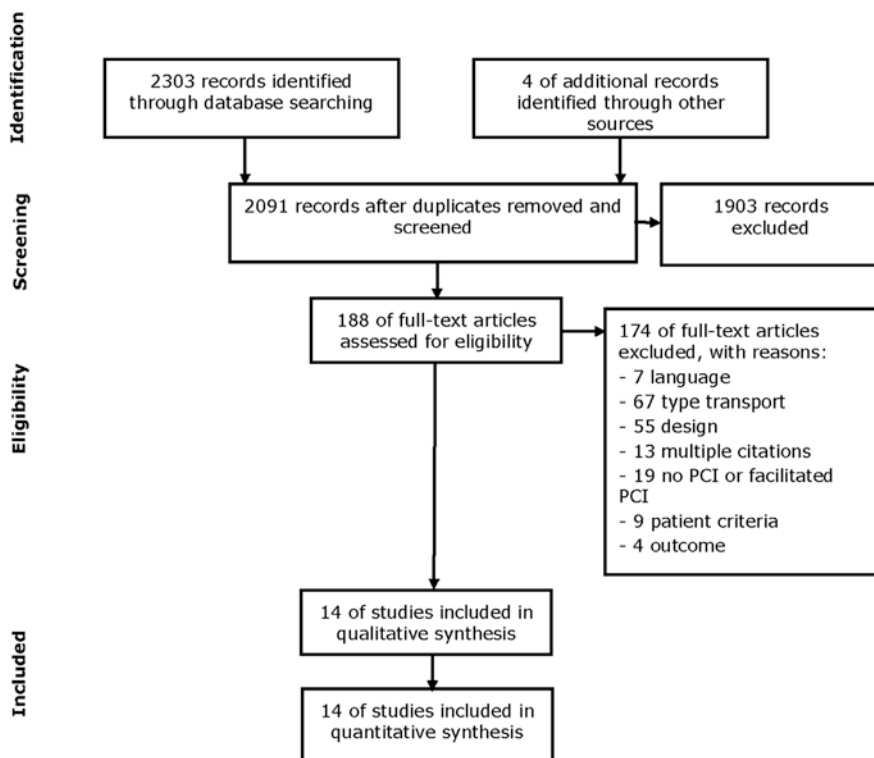 Identification
2303 records identified
through database searching
4 of additional records
identified through other
sources
Screening
2091 records after duplicates removed and
screened
1903 records
excluded
Eligibility
188 of full-text articles
assessed for eligibility
174 of full-text articles
excluded, with reasons:
- 7 language
- 67 type transport
- 55 design
- 13 multiple citations
- 19 no PCI or facilitated
PCI
- 9 patient criteria
- 4 outcome
Included
14 of studies included in
qualitative synthesis
14 of studies included in
quantitative synthesis